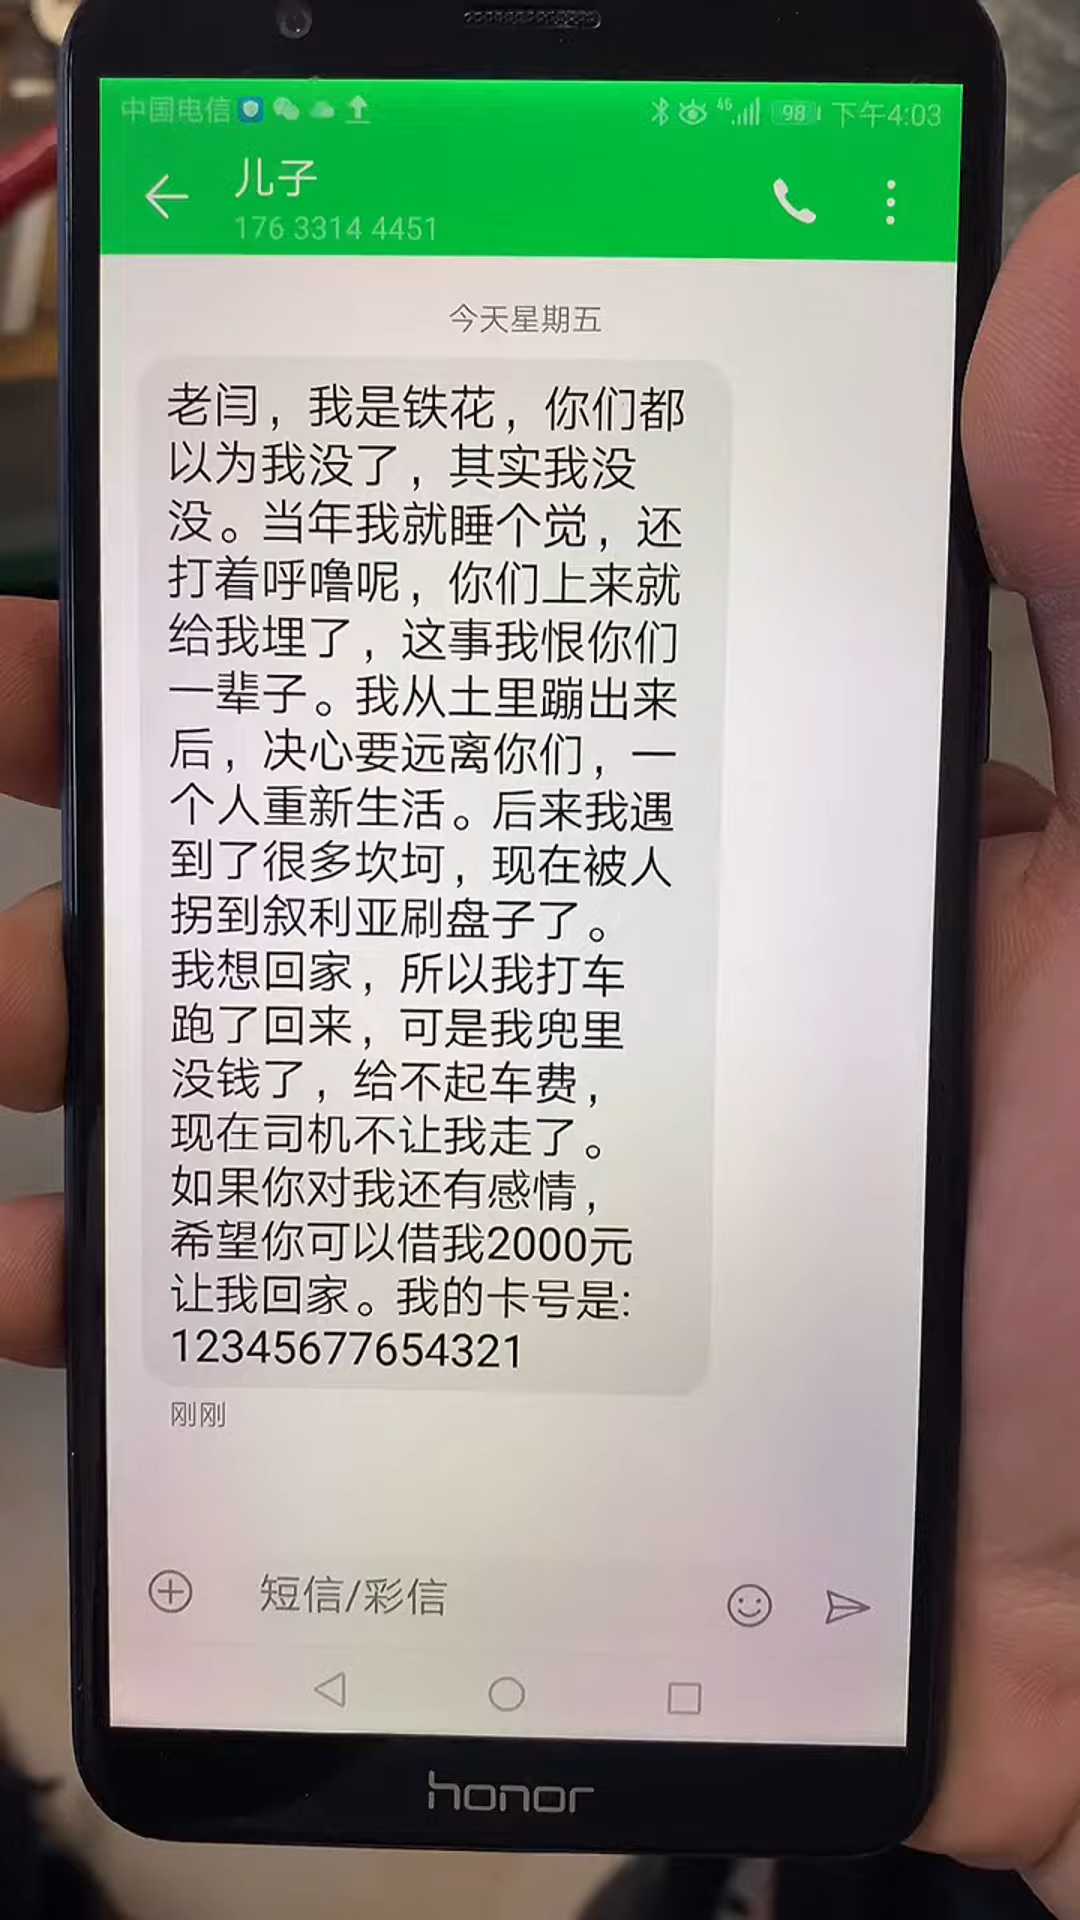 中国电信 46 98 下午4:03
儿子
176 3314 4451
今天星期五
老闫，我是铁花，你们都
以为我没了，其实我没
没。当年我就睡个觉，还
打着呼噜呢，你们上来就
给我埋了，这事我恨你们
一辈子。我从土里蹦出来
后，决心要远离你们，一
个人重新生活。后来我遇
到了很多坎坷，现在被人
拐到叙利亚刷盘子了。
我想回家，所以我打车
跑了回来，可是我兜里
没钱了，给不起车费，
现在司机不让我走了。
如果你对我还有感情，
希望你可以借我2000元
让我回家。我的卡号是:
12345677654321
刚刚
短信/彩信
honor